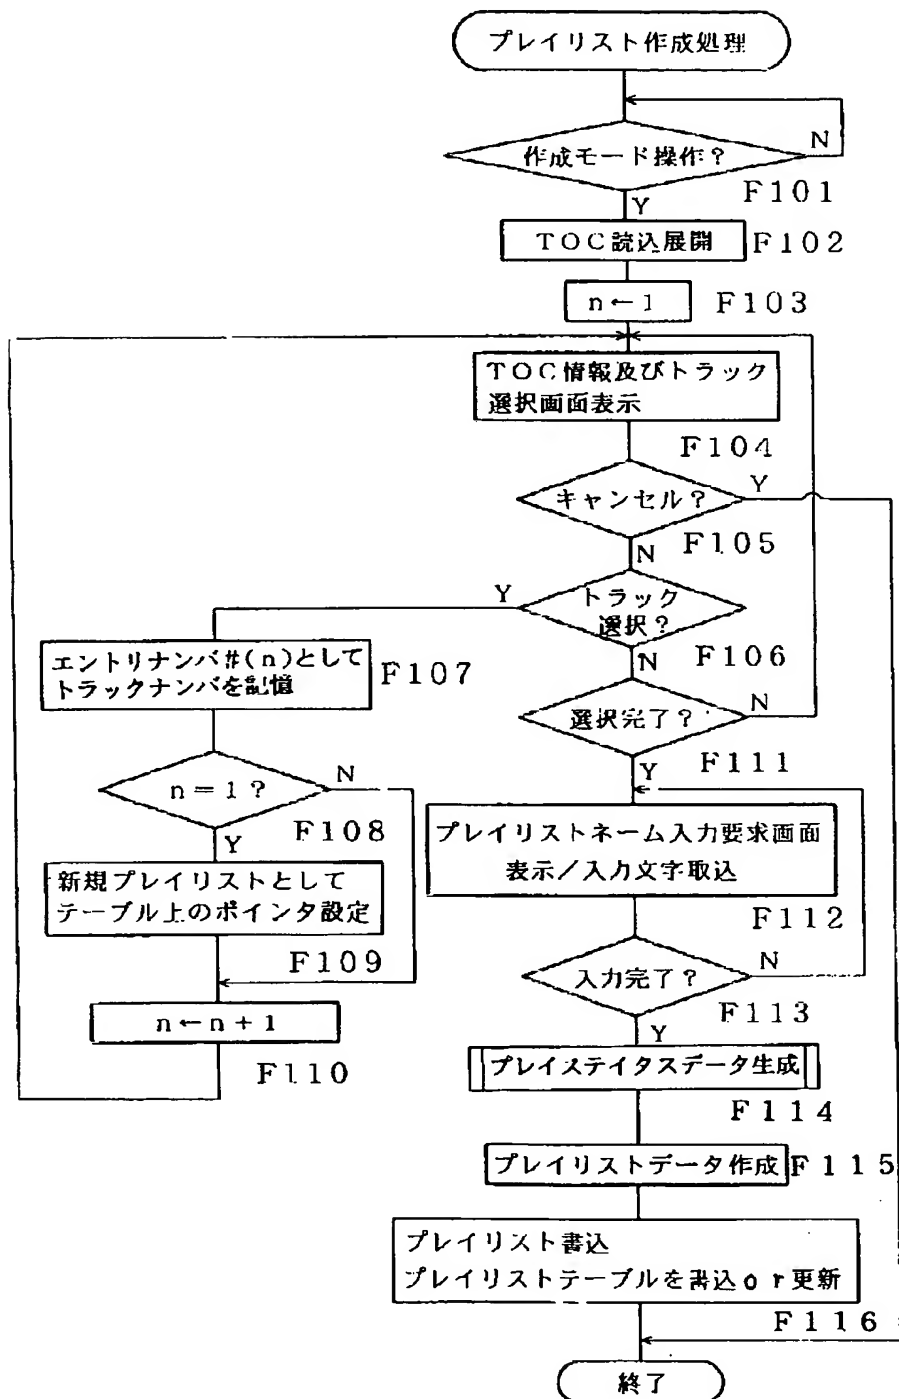 プレイリスト作成処理
作成モード操作？
N
F101
Y
TOC読込展開
F102
n←1
F103
TOC情報及びトラック
選択画面表示
F104
キャンセル？
Y
F105
N
トラック
選択？
Y
F106
N
エントリナンバ#(n)として
トラックナンバを記憶
F107
選択完了？
N
F111
Y
n＝1？
N
F108
Y
プレイリストネーム入力要求画面
表示／入力文字取込
F112
新規プレイリストとして
テーブル上のポインタ設定
F109
入力完了？
N
F113
Y
n←n+1
F110
プレイステイタスデータ生成
F114
プレイリストデータ作成
F115
プレイリスト書込
プレイリストテーブルを書込or更新
F116
終了